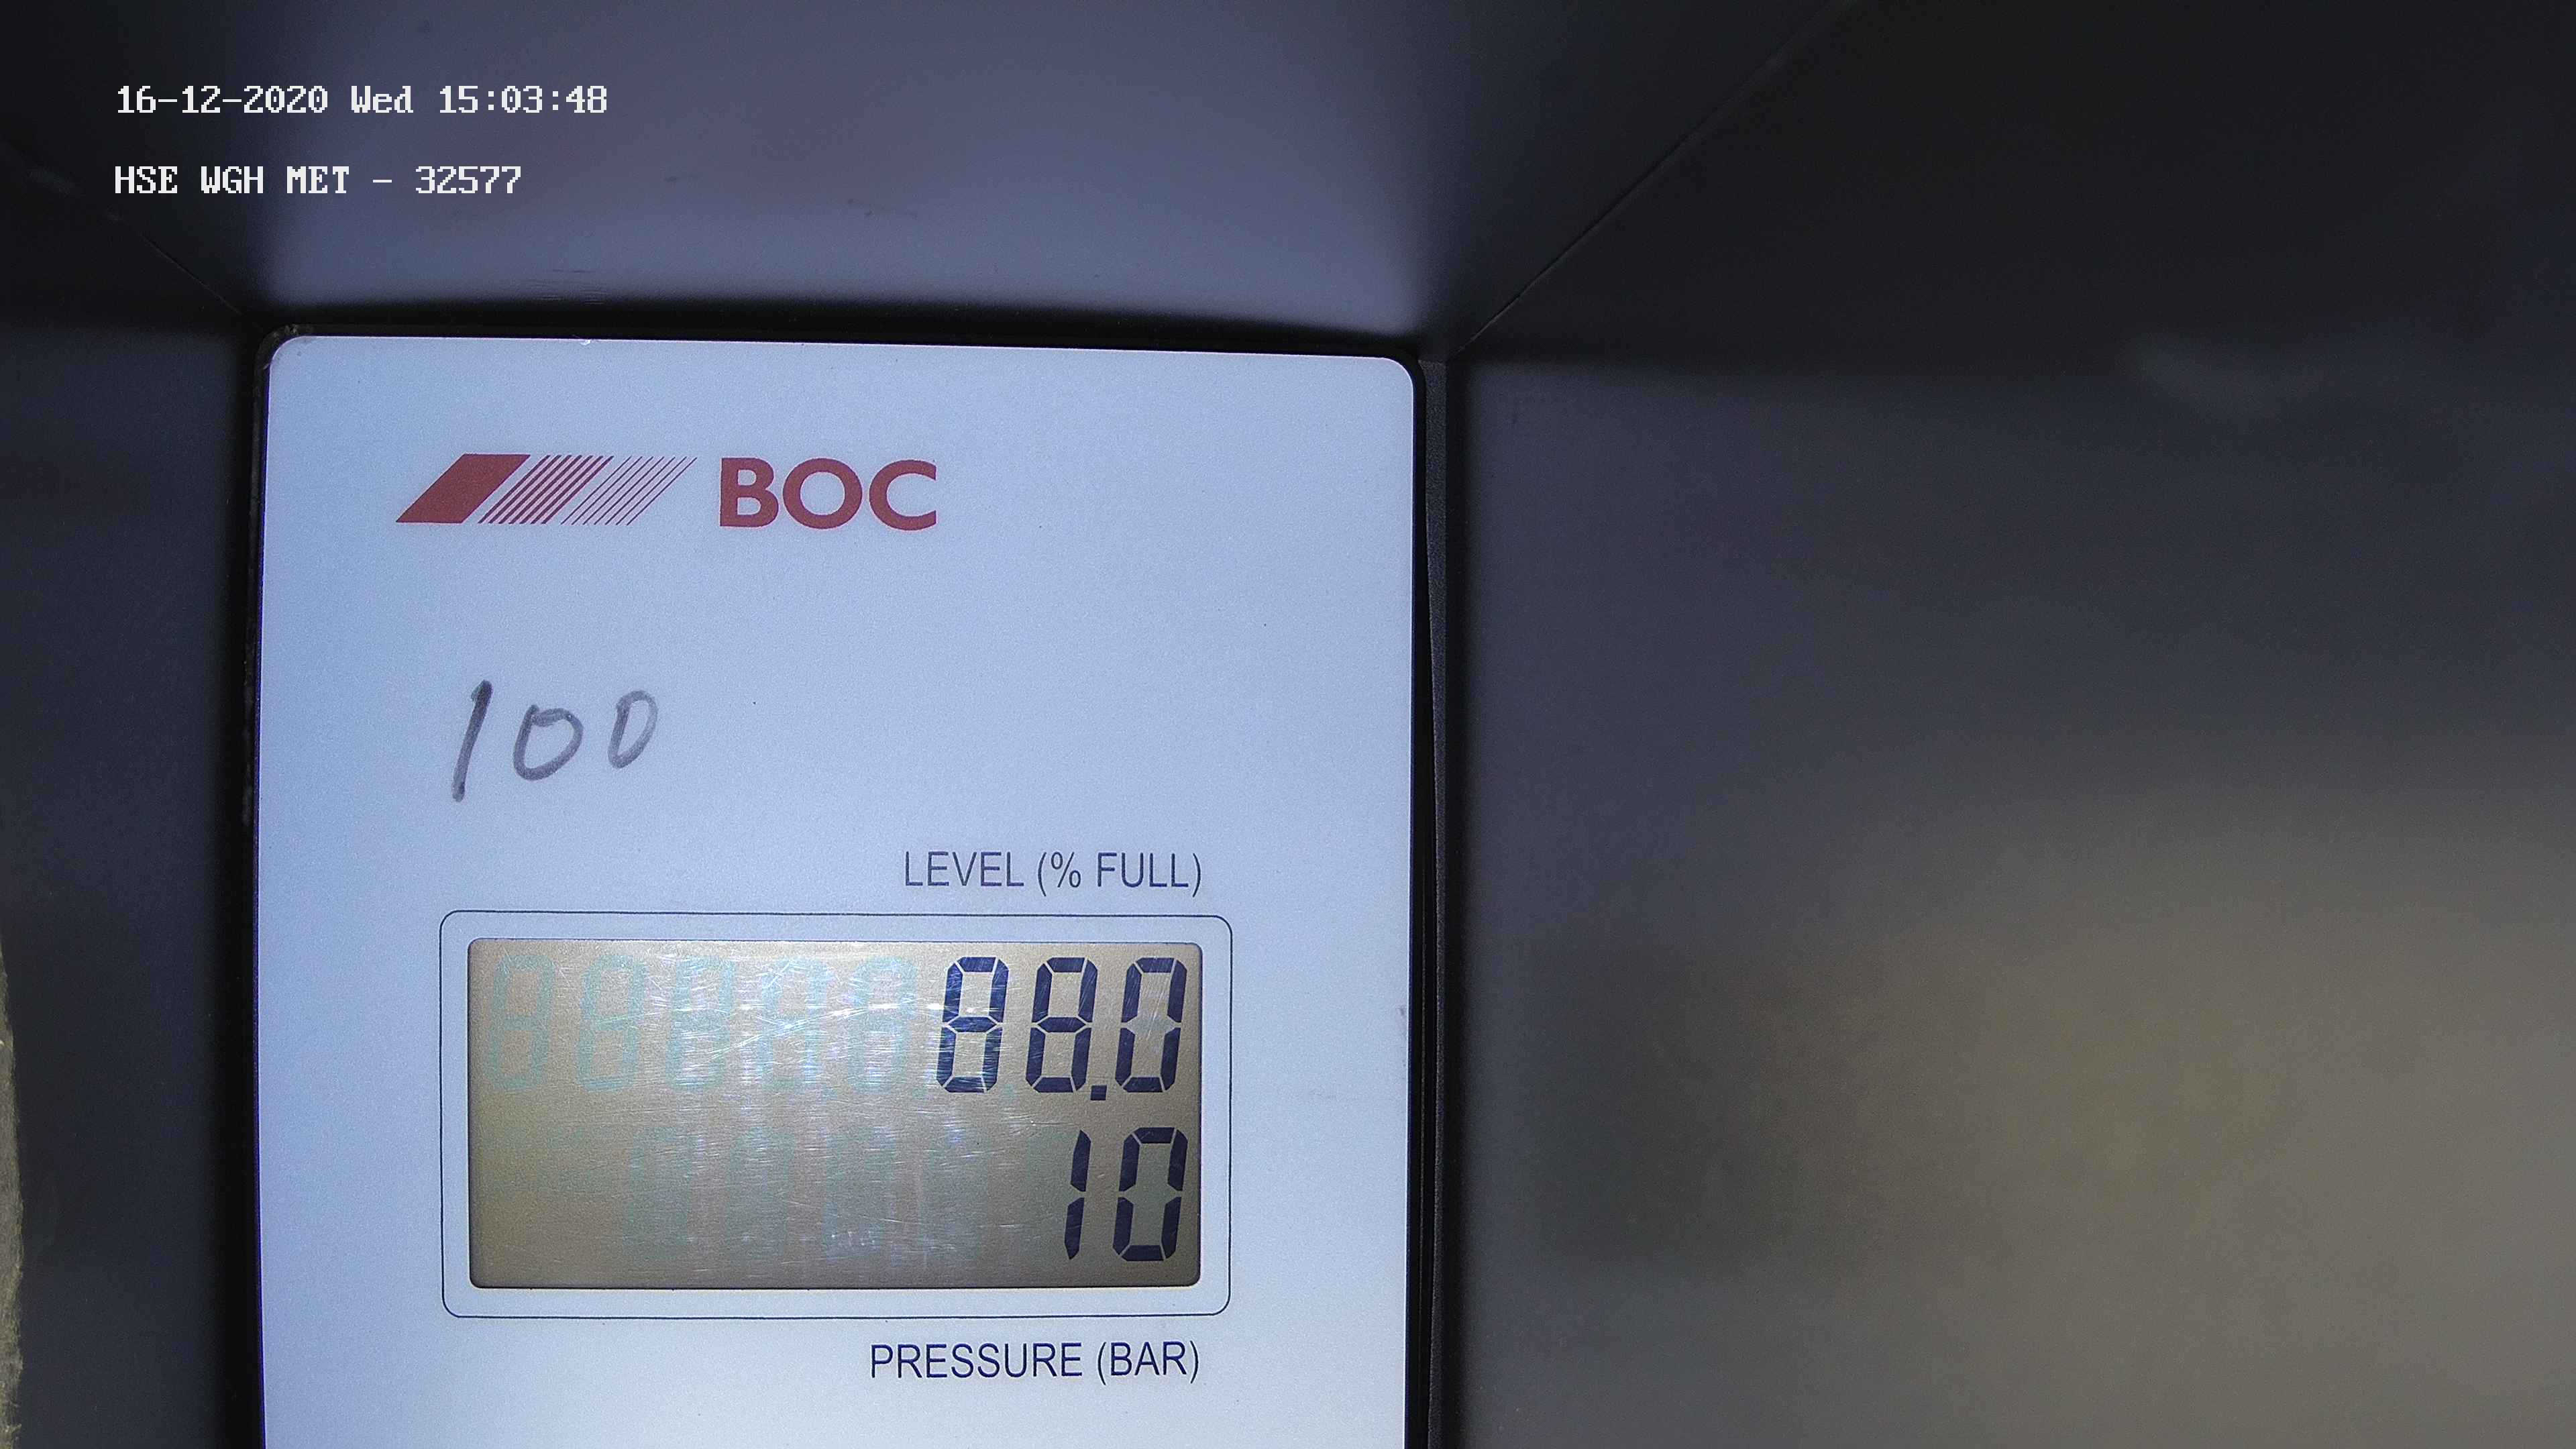 16-12-2020 Wed 15:03:48
HSE WGH MET - 32577
BOC
100
LEVEL (% FULL)
88.0
10
PRESSURE (BAR)